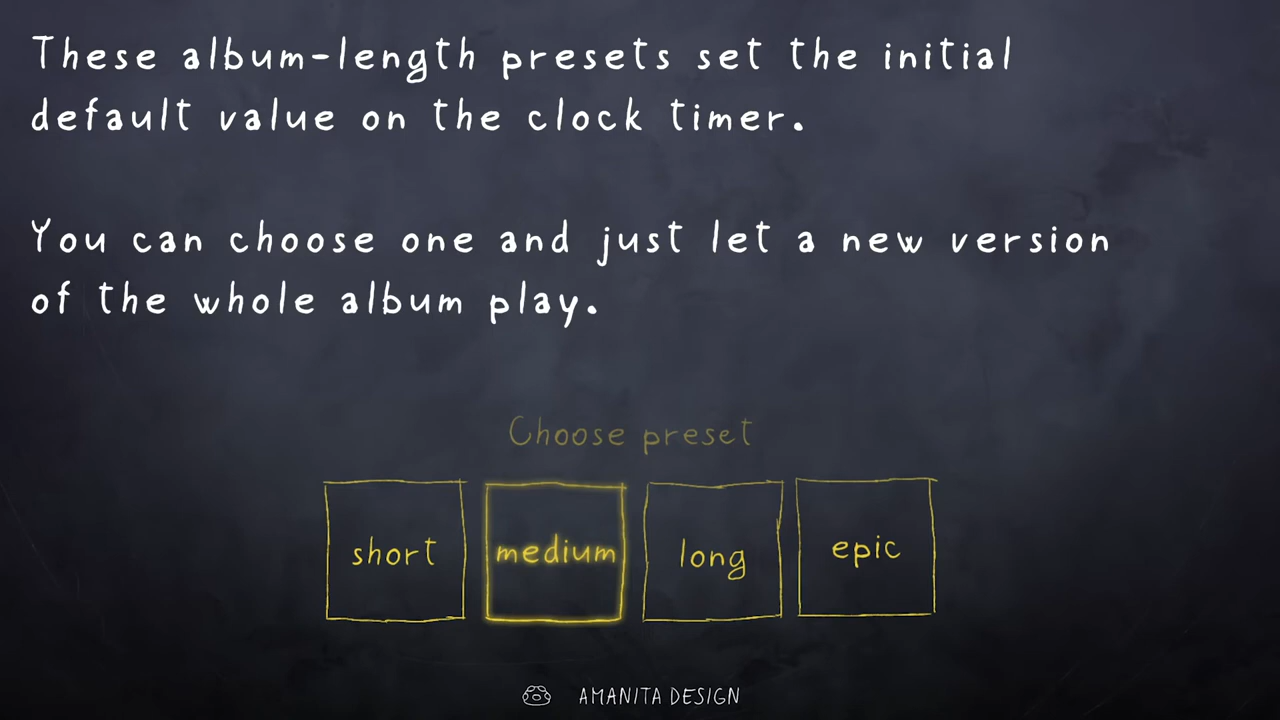 These album-length presets set the initial
default value on the clock timer.
You can choose one and just let a new version
of the whole album play.
Choose preset
short medium long epic
AMANITA DESIGN